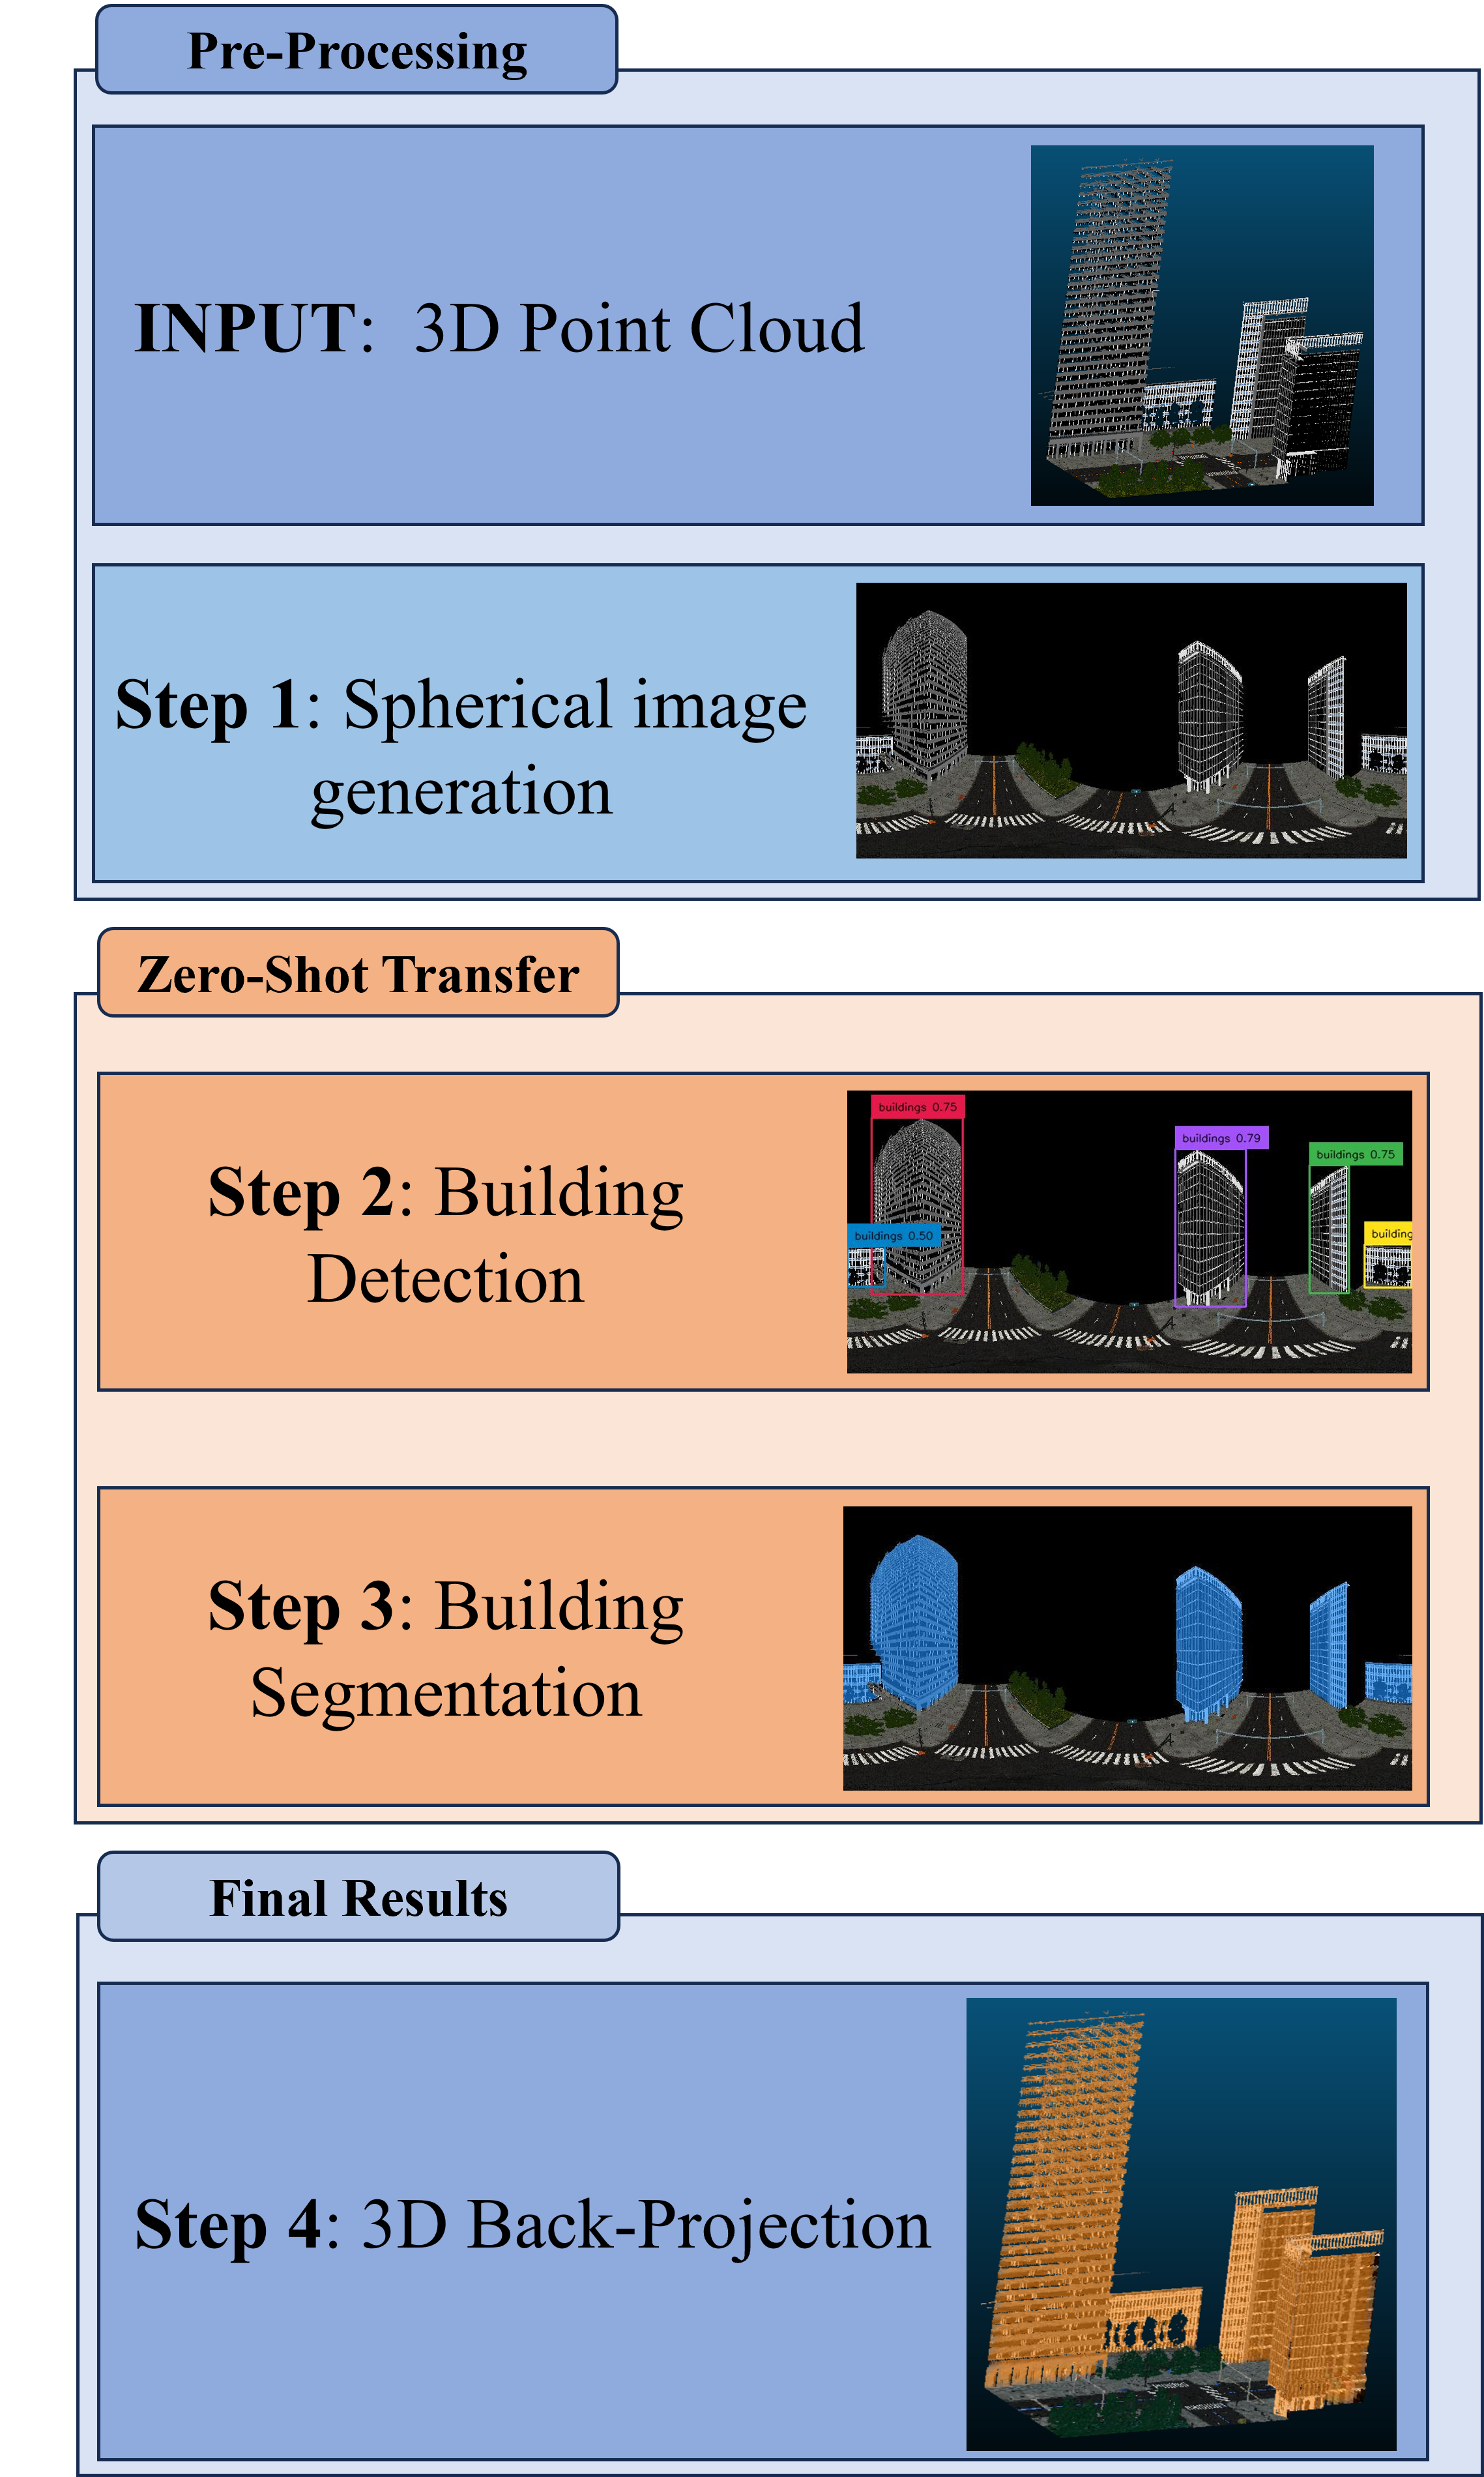 Pre-Processing
INPUT:  3D Point Cloud
Step 1: Spherical image
generation
Zero-Shot Transfer
Step 2: Building
Detection
buildings 0.75
buildings 0.79
buildings 0.75
buildings 0.50
building
Step 3: Building
Segmentation
Final Results
Step 4: 3D Back-Projection